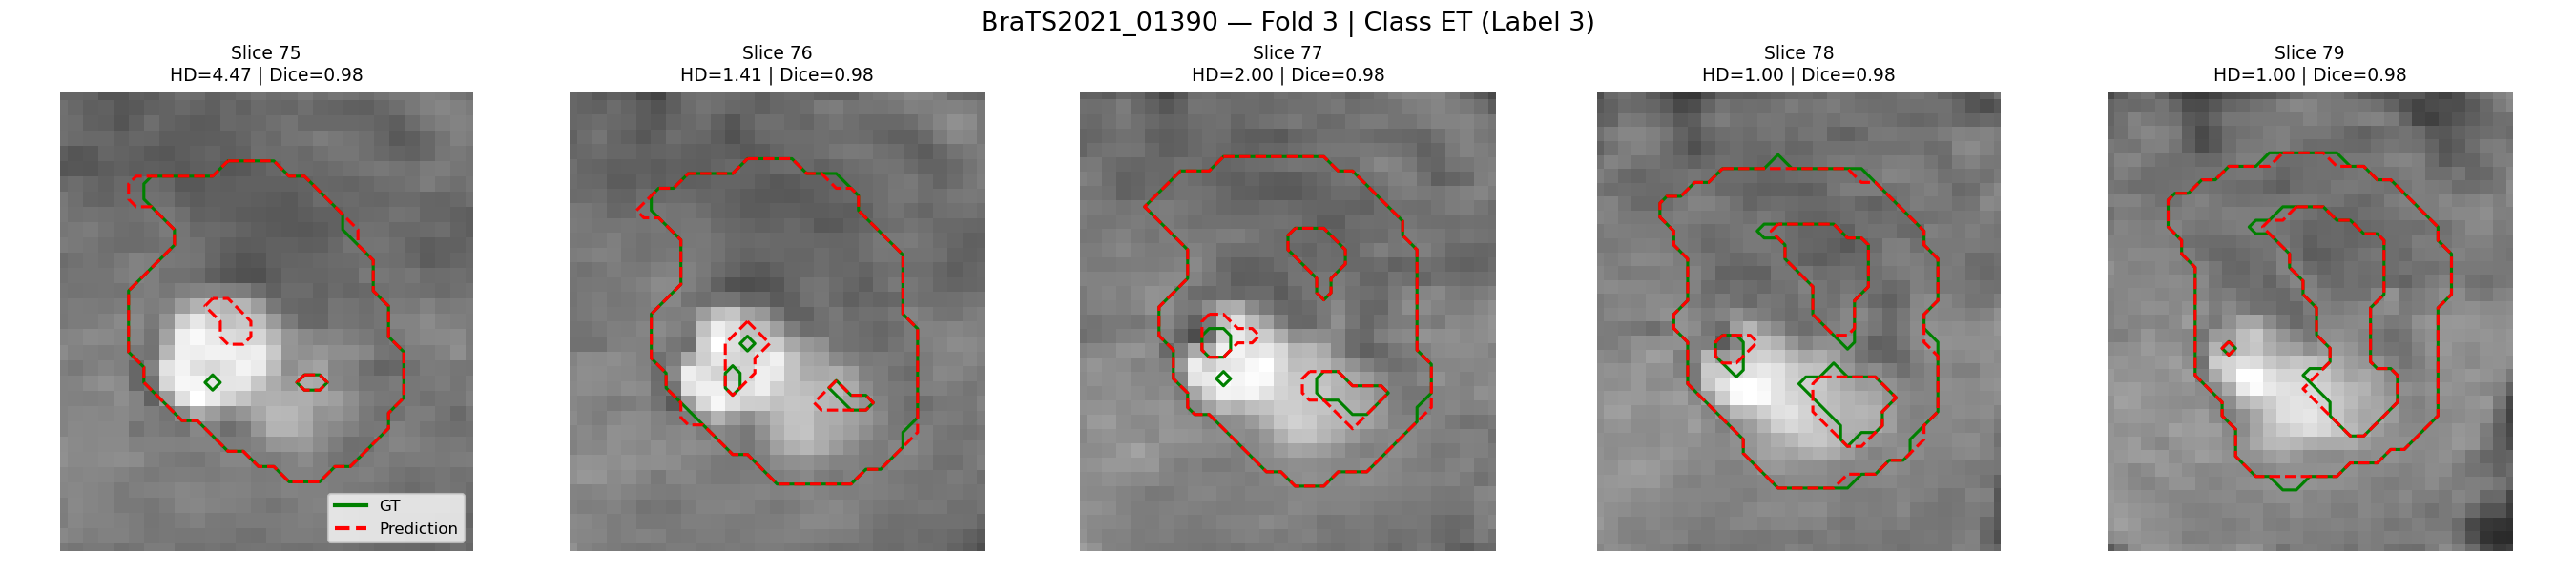 BraTS2021_01390 — Fold 3 | Class ET (Label 3)
Slice 75
HD=4.47 | Dice=0.98
Slice 76
HD=1.41 | Dice=0.98
Slice 77
HD=2.00 | Dice=0.98
Slice 78
HD=1.00 | Dice=0.98
Slice 79
HD=1.00 | Dice=0.98
GT
Prediction